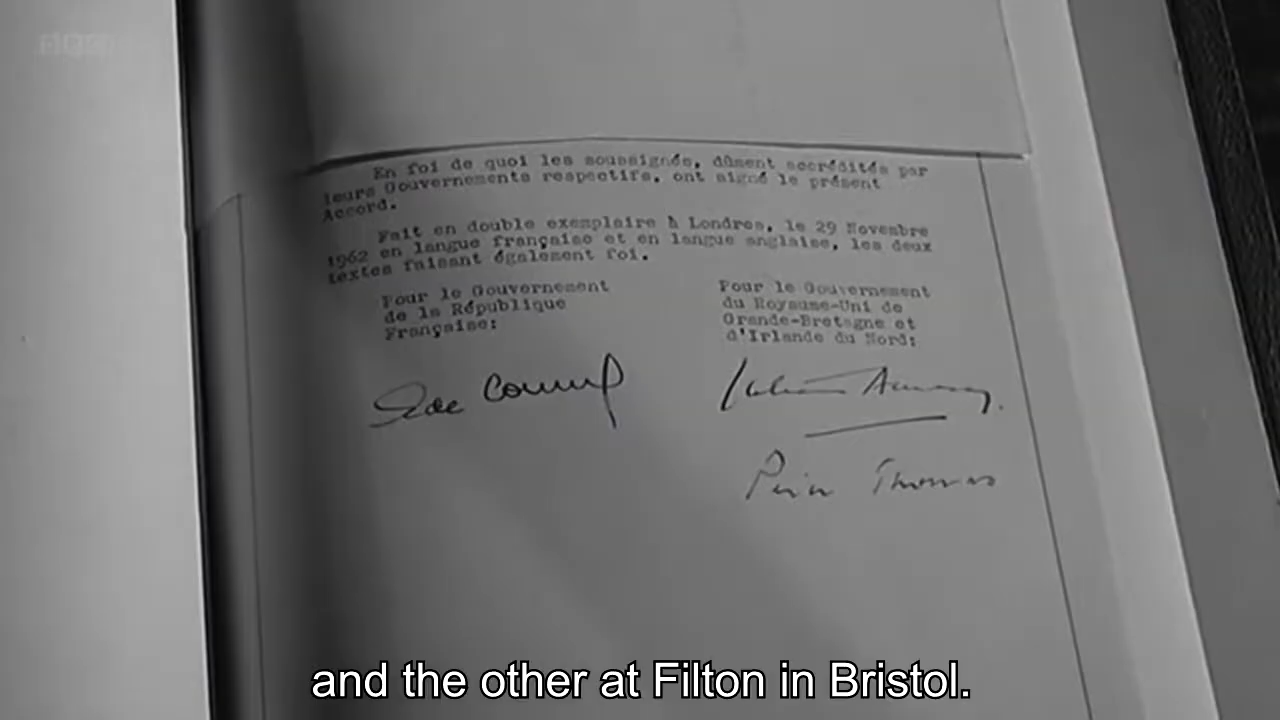 En foi de quoi les soussignés, dûment accrédités par
leurs Gouvernements respectifs, ont signé le présent
Accord.
Fait en double exemplaire à Londres, le 29 Novembre
1962 en langue française et en langue anglaise, les deux
textes faisant également foi.
Pour le Gouvernement
de la République
Française:
Pour le Gouvernement
du Royaume-Uni de
Grande-Bretagne et
d'Irlande du Nord:
Julian Amery.
Thomas
and the other at Filton in Bristol.